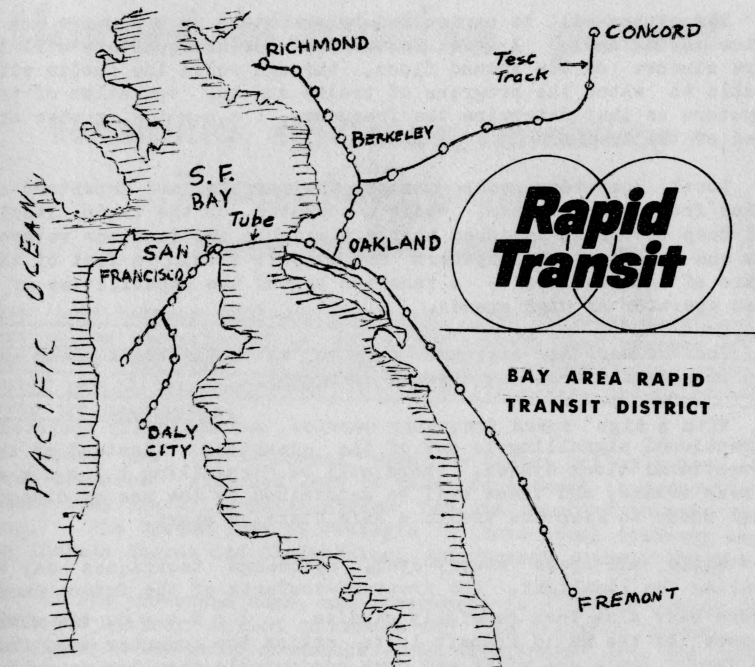 RICHMOND
CONCORD
Test
Track
BERKELEY
S. F.
BAY
Tube
SAN
FRANCISCO
OAKLAND
Rapid
Transit
PACIFIC OCEAN
BAY AREA RAPID
TRANSIT DISTRICT
DALY
CITY
FREMONT